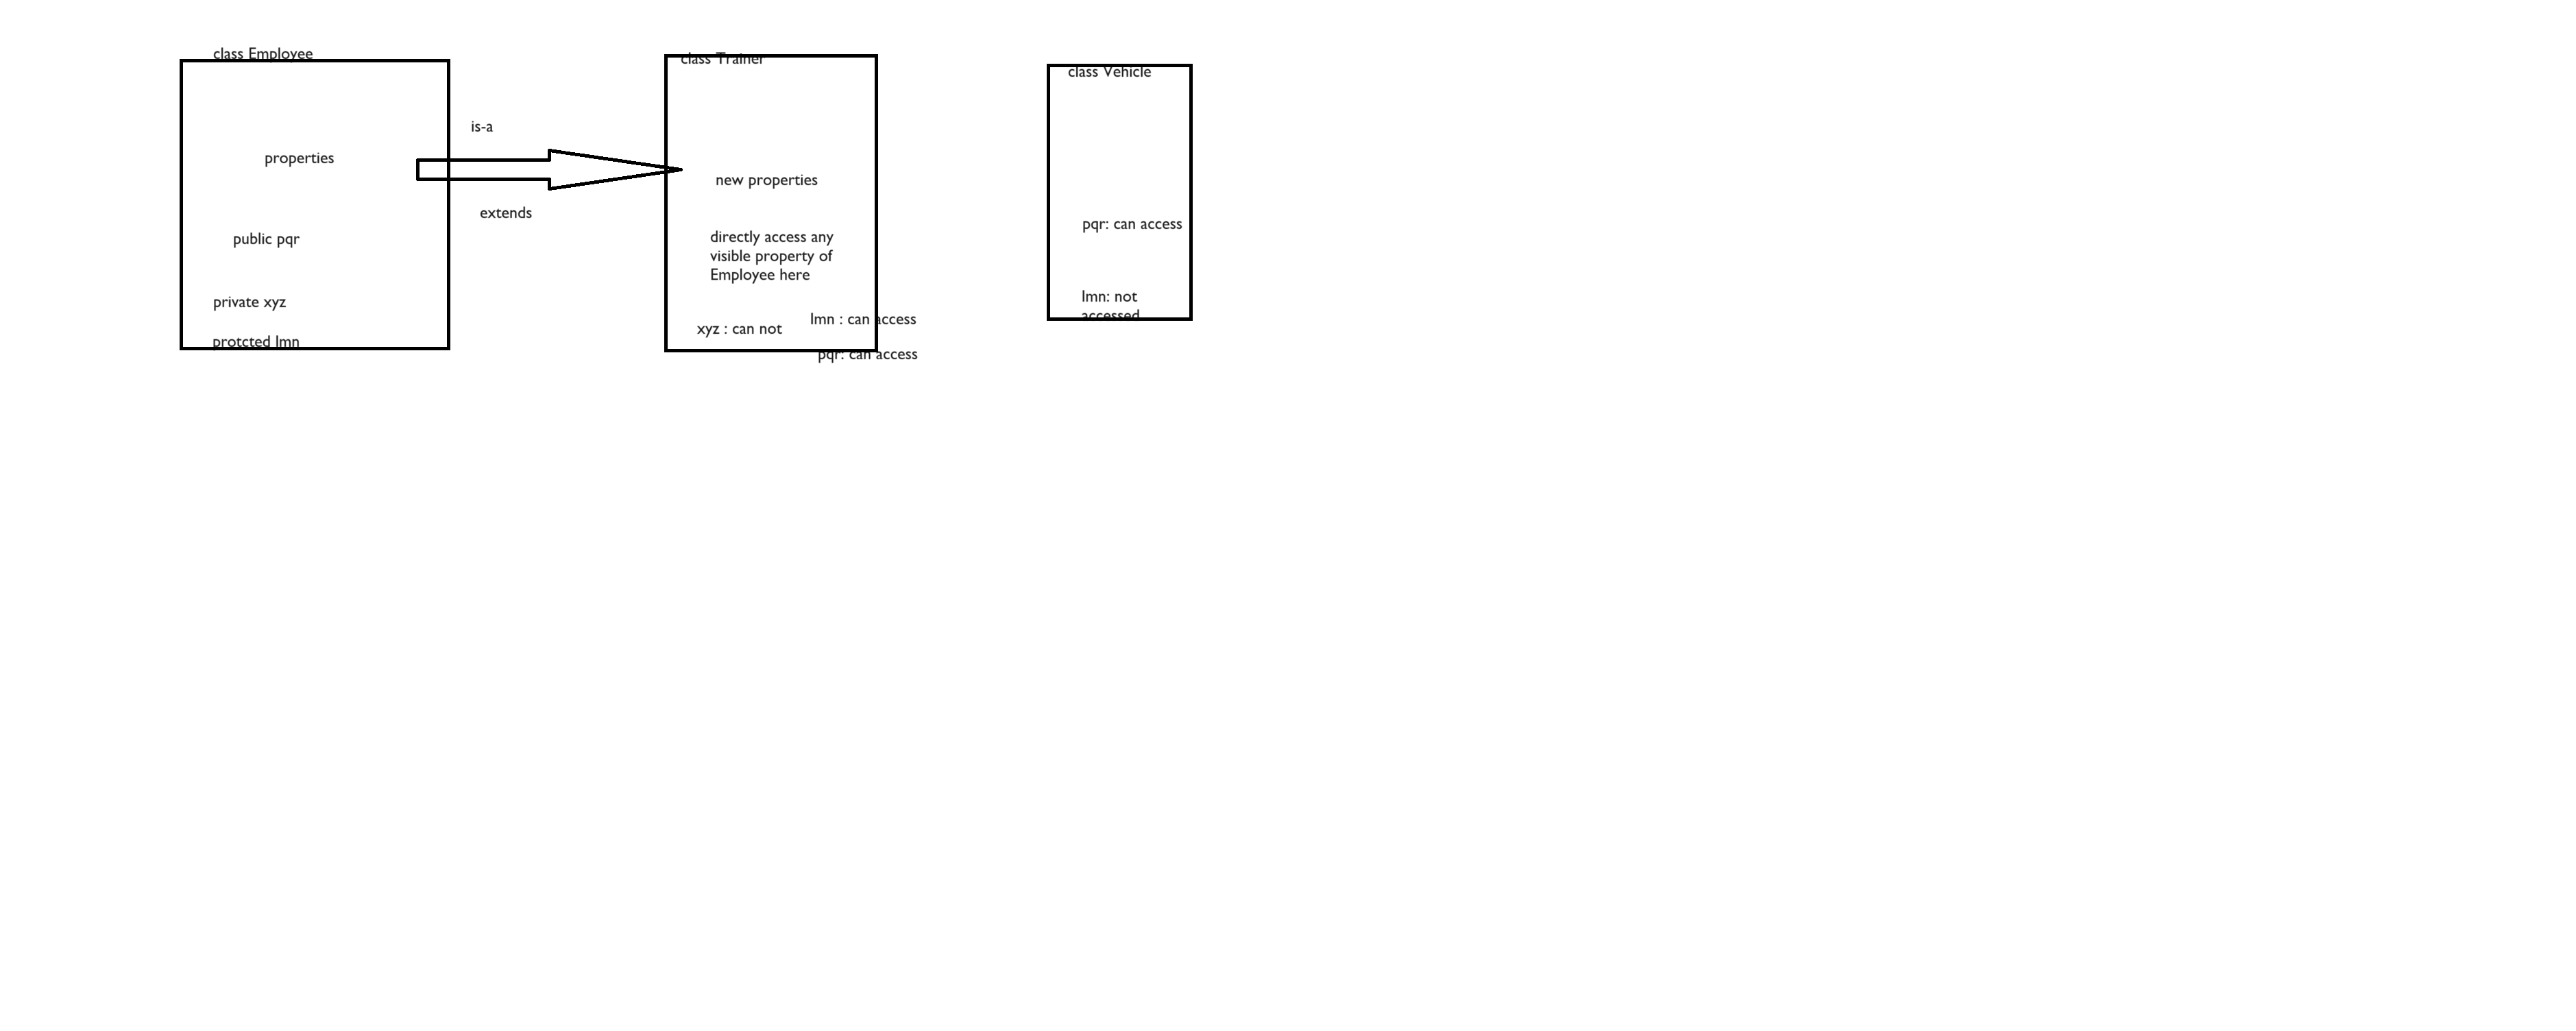 class Employee
properties
public pqr
private xyz
protcted lmn
is-a
extends
class Trainer
new properties
directly access any
visible property of
Employee here
xyz : can not
lmn : can access
pqr: can access
class Vehicle
pqr: can access
lmn: not
accessed